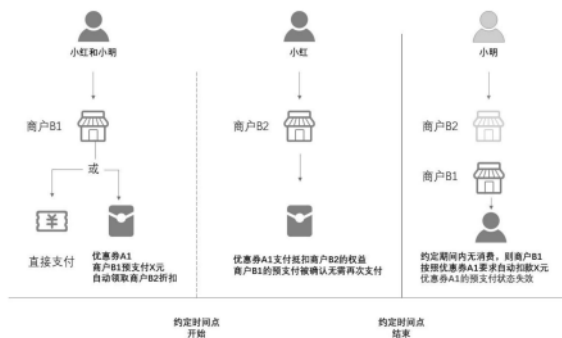 小红和小明
商户B1
或
直接支付
优惠券A1
商户B1预支付X元
自动领取商户B2折扣
小红
商户B2
优惠券A1支付抵扣商户B2的权益
商户B1的预支付被确认无需再次支付
小明
商户B2
商户B1
约定期间内无消费，则商户B1
按照优惠券A1要求自动扣款X元
优惠券A1的预支付状态失效
约定时间点
开始
约定时间点
结束